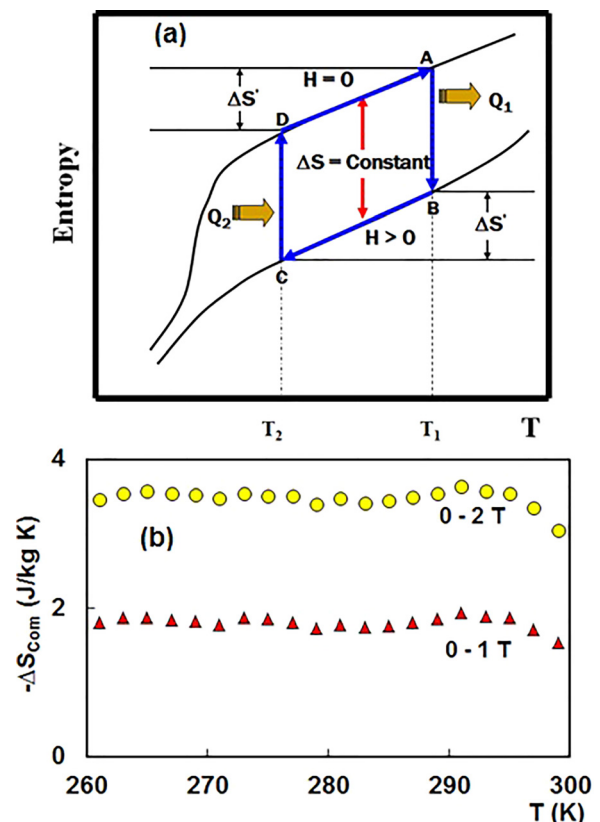 (a)
Entropy
A
H = 0
ΔS'
Q₁
D
ΔS = Constant
B
Q₂
H > 0
ΔS'
C
T₂ T₁ T
-ΔS_Com (J/kg K)
4
(b)
0 - 2 T
2
0 - 1 T
0
260 270 280 290 300
T (K)